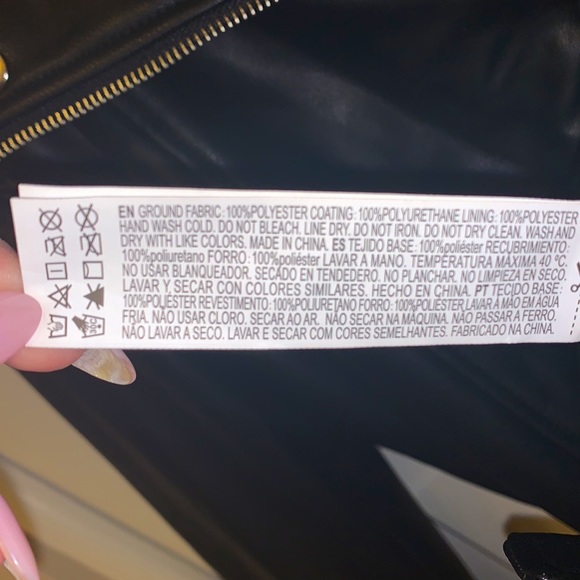 EN GROUND FABRIC: 100%POLYESTER COATING: 100%POLYURETHANE LINING: 100%POLYESTER
HAND WASH COLD. DO NOT BLEACH. LINE DRY. DO NOT IRON. DO NOT DRY CLEAN. WASH AND
DRY WITH LIKE COLORS. MADE IN CHINA. ES TEJIDO BASE: 100%poliéster RECUBRIMIENTO:
100%poliuretano FORRO: 100%poliéster LAVAR A MANO. TEMPERATURA MÁXIMA 40 ºC.
NO USAR BLANQUEADOR. SECADO EN TENDEDERO. NO PLANCHAR. NO LIMPIEZA EN SECO.
LAVAR Y SECAR CON COLORES SIMILARES. HECHO EN CHINA. PT TECIDO BASE:
100%POLIÉSTER REVESTIMENTO: 100%POLIURETANO FORRO: 100%POLIÉSTER LAVAR À MÃO EM ÁGUA
FRIA. NÃO USAR CLORO. SECAR AO AR. NÃO SECAR NA MÁQUINA. NÃO PASSAR A FERRO.
NÃO LAVAR A SECO. LAVAR E SECAR COM CORES SEMELHANTES. FABRICADO NA CHINA.